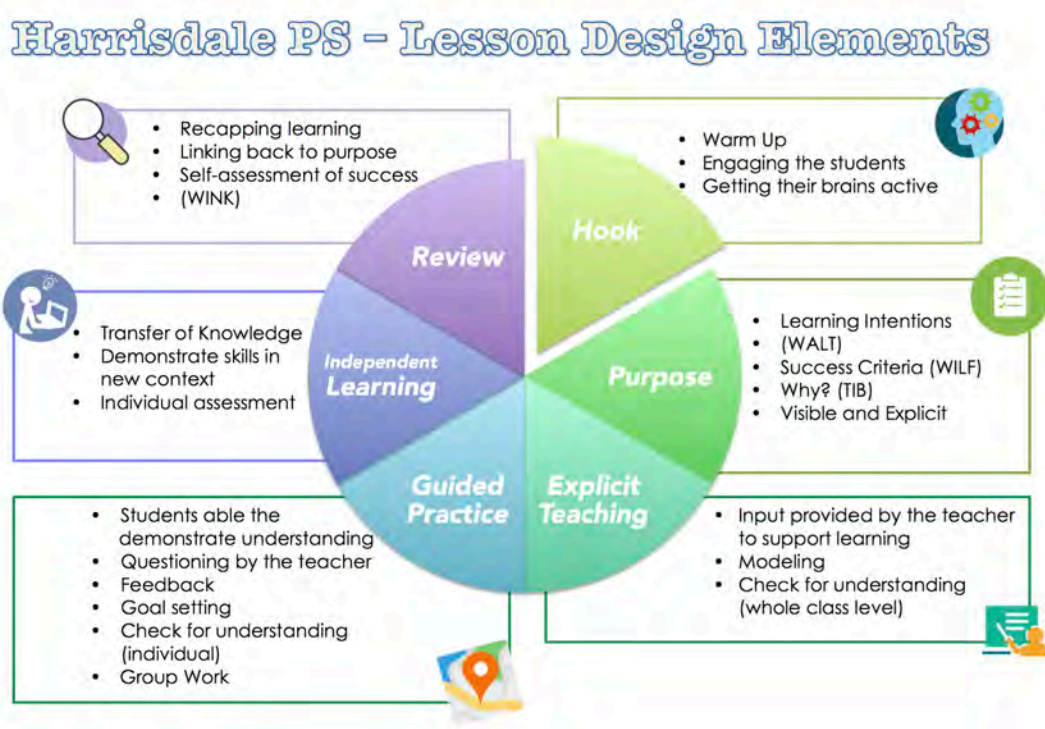 Harrisdale PS – Lesson Design Elements
• Recapping learning
• Linking back to purpose
• Self-assessment of success
• (WINK)
• Warm Up
• Engaging the students
• Getting their brains active
Hook
Review
• Transfer of Knowledge
• Demonstrate skills in
new context
• Individual assessment
Independent
Learning
Purpose
• Learning Intentions
• (WALT)
• Success Criteria (WILF)
• Why? (TIB)
• Visible and Explicit
Guided
Practice
Explicit
Teaching
• Students able the
demonstrate understanding
• Questioning by the teacher
• Feedback
• Goal setting
• Check for understanding
(individual)
• Group Work
• Input provided by the teacher
to support learning
• Modeling
• Check for understanding
(whole class level)